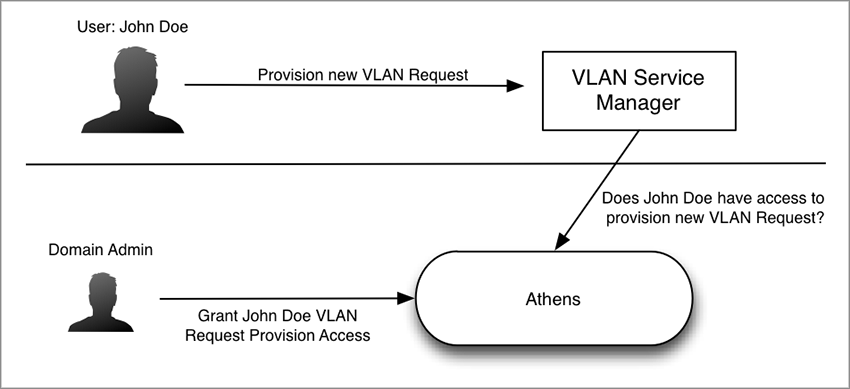 User: John Doe
Provision new VLAN Request
VLAN Service
Manager
Does John Doe have access to
provision new VLAN Request?
Domain Admin
Grant John Doe VLAN
Request Provision Access
Athens